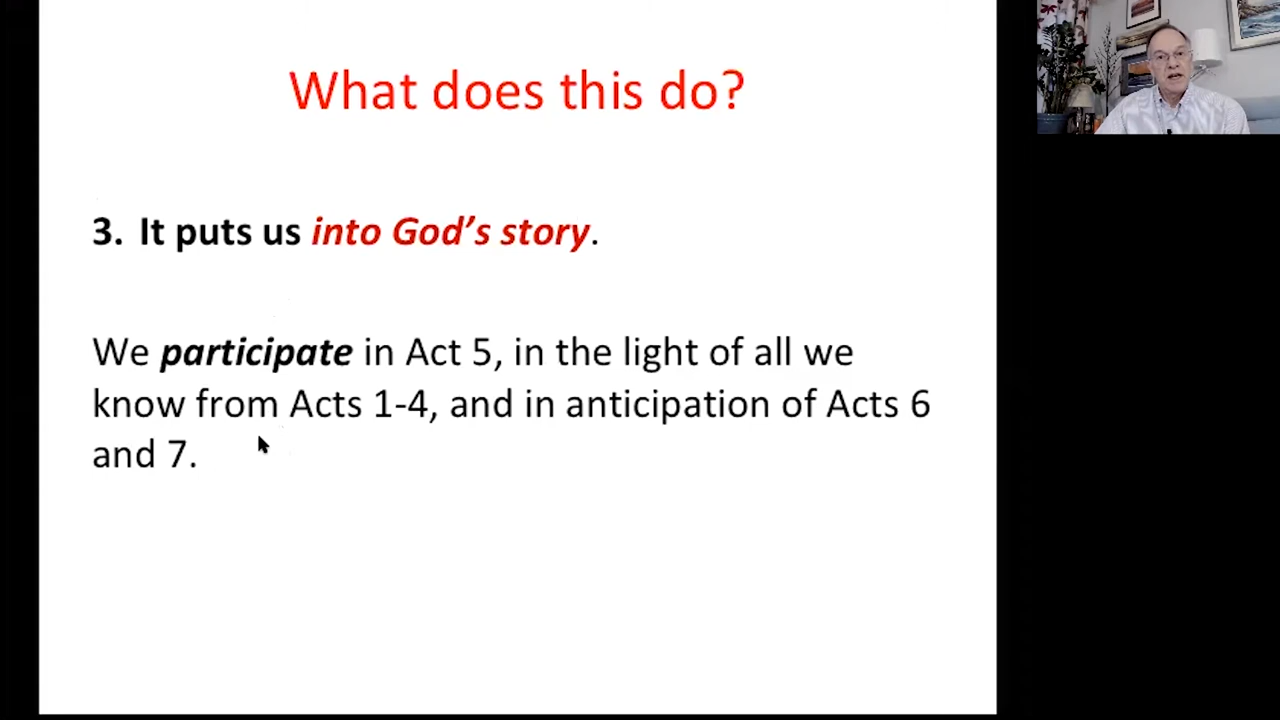 What does this do?
3. It puts us into God’s story.
We participate in Act 5, in the light of all we
know from Acts 1-4, and in anticipation of Acts 6
and 7.